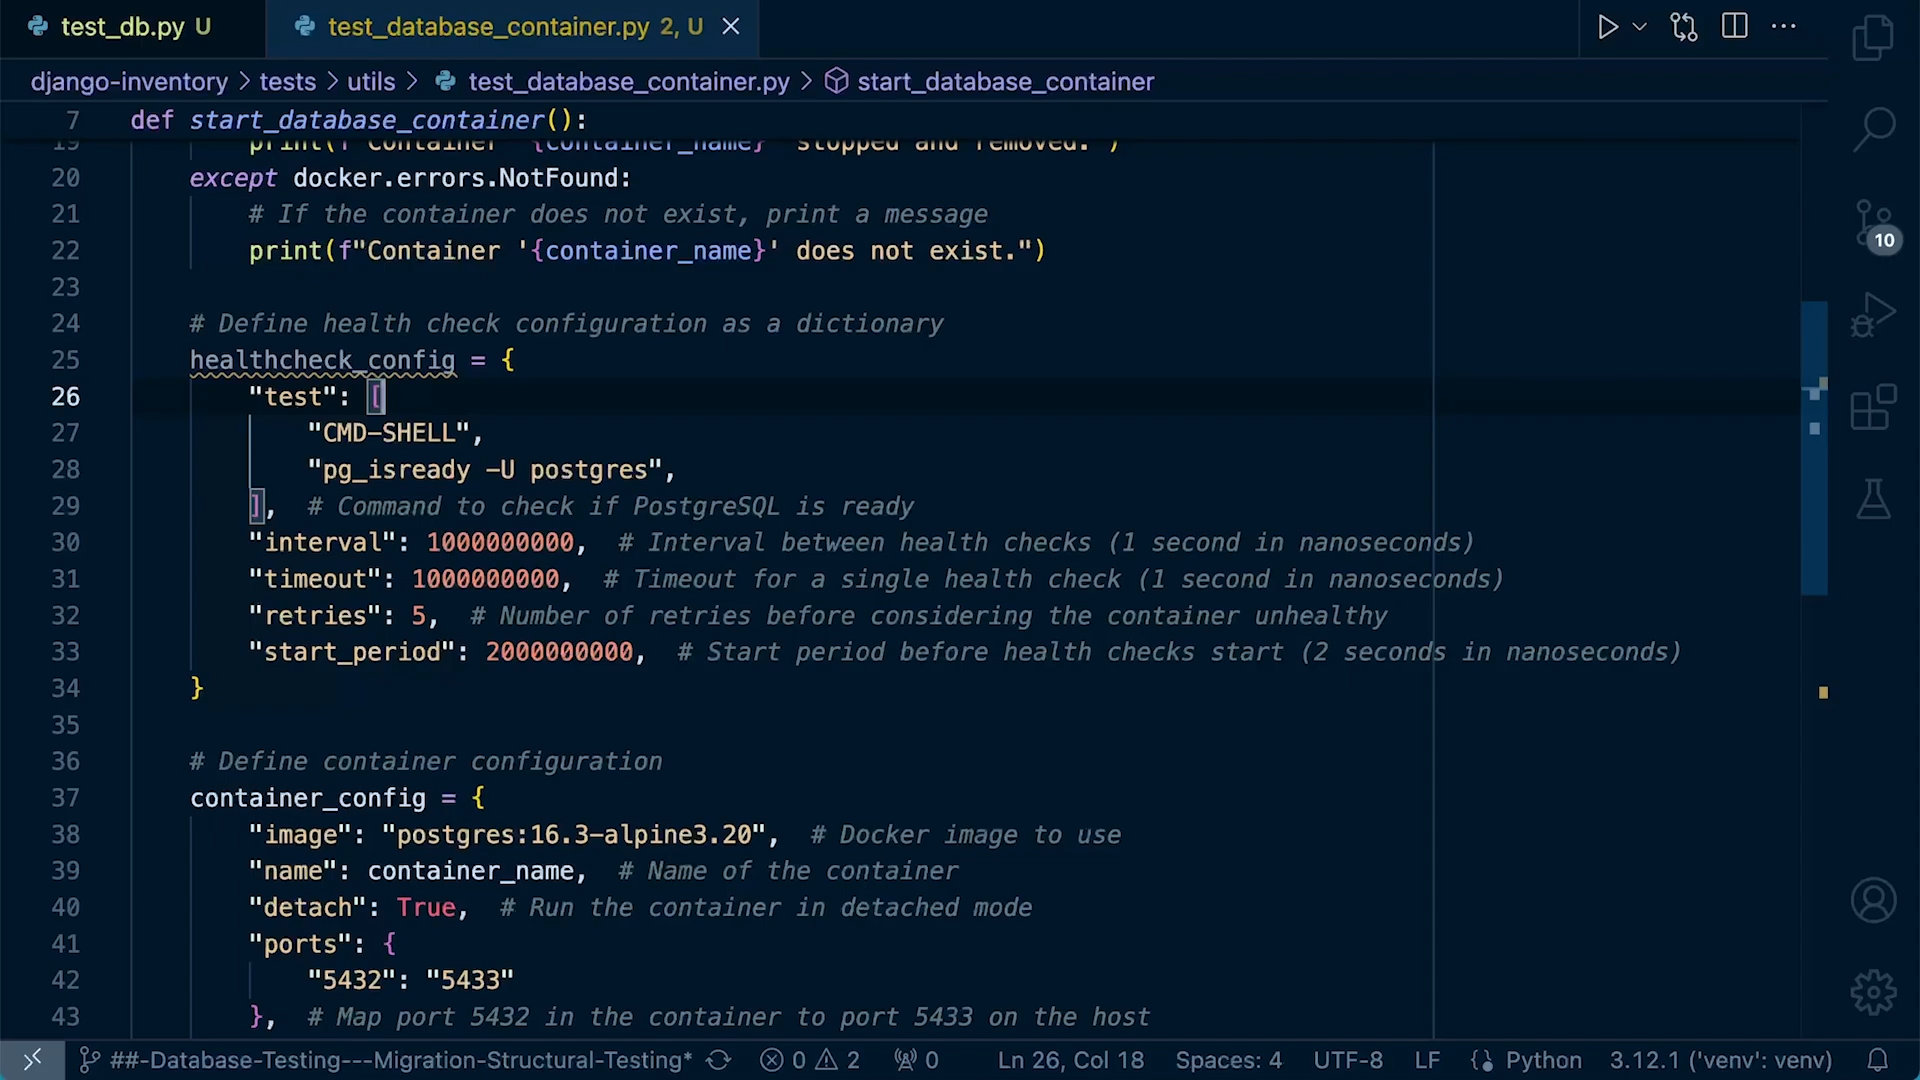 test_db.py U
test_database_container.py 2, U
django-inventory > tests > utils > test_database_container.py > start_database_container
7 def start_database_container():
19 print(f"Container '{container_name}' stopped and removed.")
20 except docker.errors.NotFound:
21 # If the container does not exist, print a message
22 print(f"Container '{container_name}' does not exist.")
23
24 # Define health check configuration as a dictionary
25 healthcheck_config = {
26 "test": [
27 "CMD-SHELL",
28 "pg_isready -U postgres",
29 ], # Command to check if PostgreSQL is ready
30 "interval": 1000000000, # Interval between health checks (1 second in nanoseconds)
31 "timeout": 1000000000, # Timeout for a single health check (1 second in nanoseconds)
32 "retries": 5, # Number of retries before considering the container unhealthy
33 "start_period": 2000000000, # Start period before health checks start (2 seconds in nanoseconds)
34 }
35
36 # Define container configuration
37 container_config = {
38 "image": "postgres:16.3-alpine3.20", # Docker image to use
39 "name": container_name, # Name of the container
40 "detach": True, # Run the container in detached mode
41 "ports": {
42 "5432": "5433"
43 }, # Map port 5432 in the container to port 5433 on the host
10
##-Database-Testing---Migration-Structural-Testing* 0 2 0 Ln 26, Col 18 Spaces: 4 UTF-8 LF Python 3.12.1 ('venv': venv)